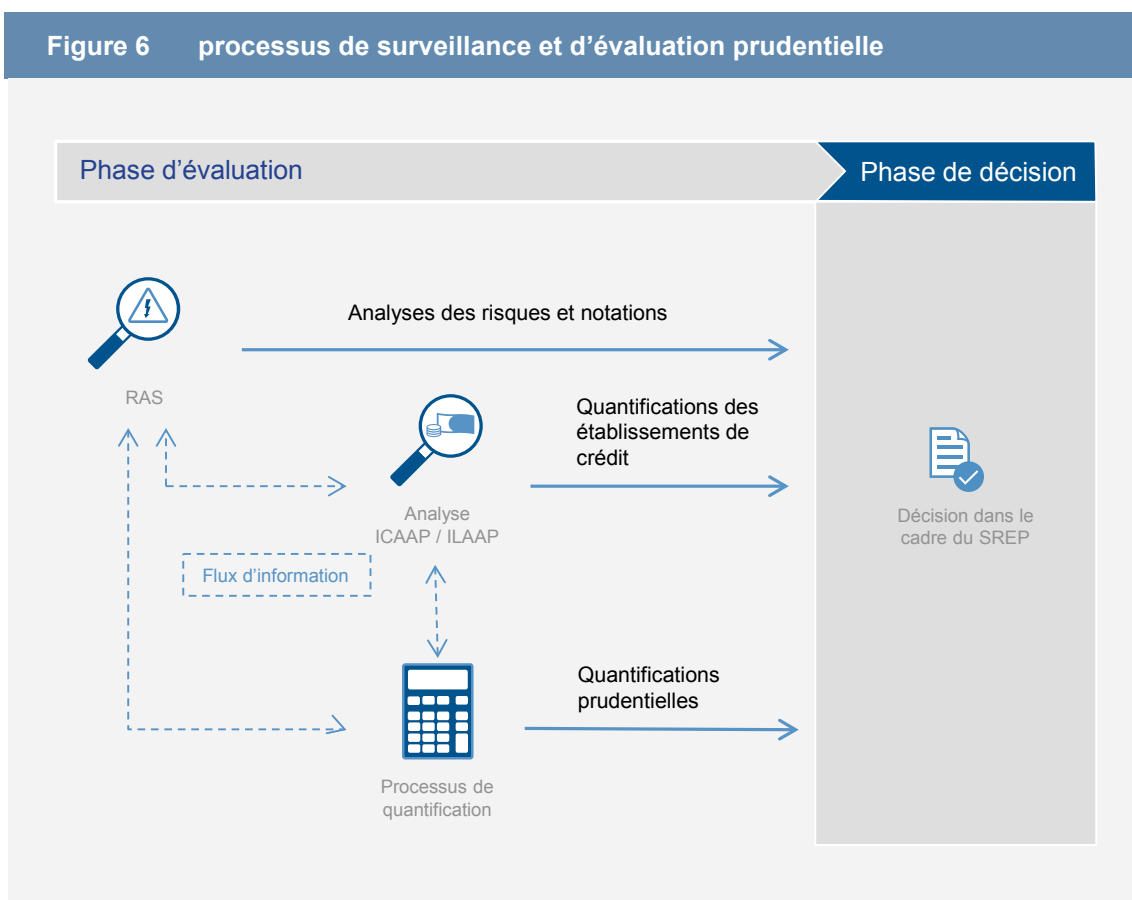 Figure 6 processus de surveillance et d'évaluation prudentielle
Phase d'évaluation
Phase de décision
Analyses des risques et notations
RAS
Quantifications des
établissements de
crédit
Analyse
ICAAP / ILAAP
Décision dans le
cadre du SREP
Flux d'information
Quantifications
prudentielles
Processus de
quantification